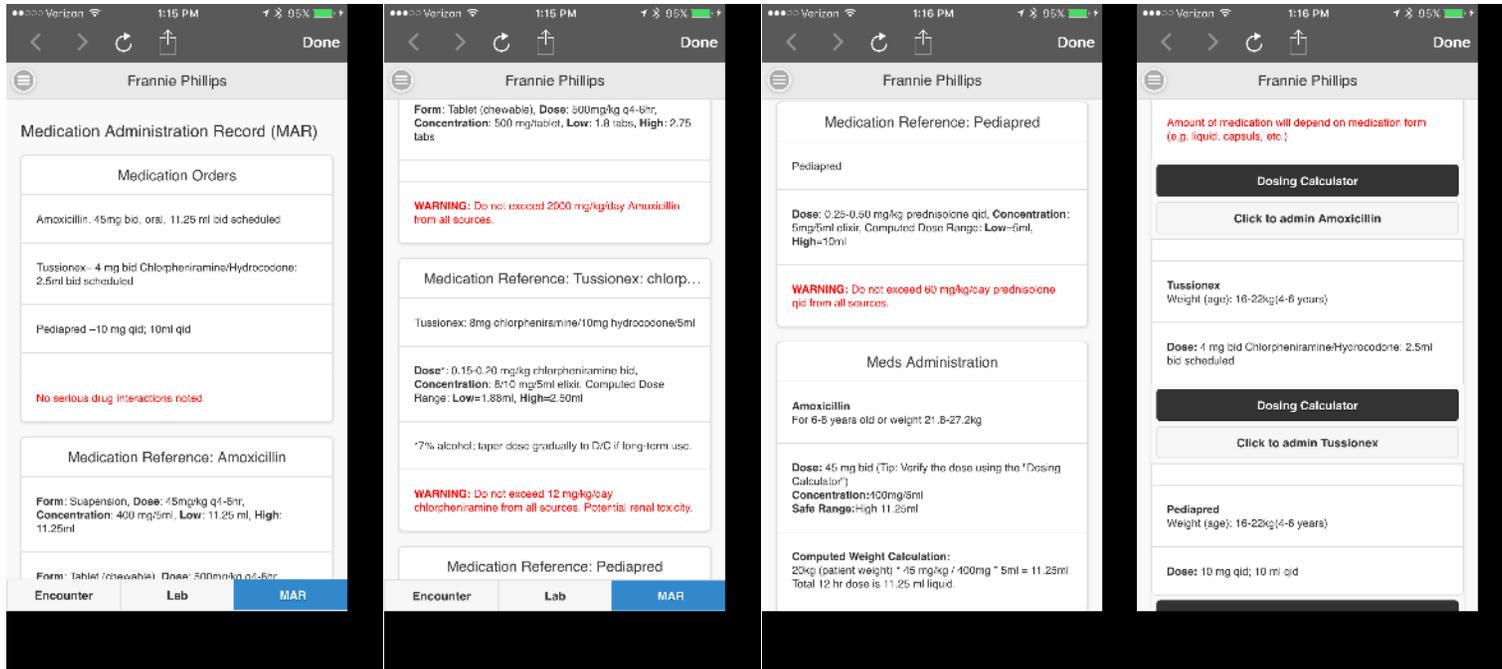 Verizon 1:15 PM 95%
Done
Frannie Phillips
Medication Administration Record (MAR)
Medication Orders
Amoxicillin. 45mg bid, oral, 11.25 ml bid scheduled
Tussionex– 4 mg bid Chlorpheniramine/Hydrocodone:
2.5ml bid scheduled
Pediapred –10 mg qid; 10ml qid
No serious drug interactions noted
Medication Reference: Amoxicillin
Form: Suspension, Dose: 45mg/kg q4-6hr,
Concentration: 400 mg/5ml, Low: 11.25 ml, High:
11.25ml
Form: Tablet (chewable), Dose: 500mg/kg q4-6hr,
Encounter Lab MAR
Verizon 1:15 PM 95%
Done
Frannie Phillips
Form: Tablet (chewable), Dose: 500mg/kg q4-6hr,
Concentration: 500 mg/tablet, Low: 1.8 tabs, High: 2.75
tabs
WARNING: Do not exceed 2000 mg/kg/day Amoxicillin
from all sources.
Medication Reference: Tussionex: chlorp...
Tussionex: 8mg chlorpheniramine/10mg hydrocodone/5ml
Dose*: 0.15-0.20 mg/kg chlorpheniramine bid,
Concentration: 8/10 mg/5ml elixir. Computed Dose
Range: Low=1.88ml, High=2.50ml
*7% alcohol; taper dose gradually to D/C if long-term use.
WARNING: Do not exceed 12 mg/kg/day
chlorpheniramine from all sources. Potential renal toxicity.
Medication Reference: Pediapred
Encounter Lab MAR
Verizon 1:16 PM 95%
Done
Frannie Phillips
Medication Reference: Pediapred
Pediapred
Dose: 0.25-0.50 mg/kg prednisolone qid, Concentration:
5mg/5ml elixir, Computed Dose Range: Low=5ml,
High=10ml
WARNING: Do not exceed 60 mg/kg/day prednisolone
qid from all sources.
Meds Administration
Amoxicillin
For 6-8 years old or weight 21.8-27.2kg
Dose: 45 mg bid (Tip: Verify the dose using the "Dosing
Calculator")
Concentration:400mg/5ml
Safe Range:High 11.25ml
Computed Weight Calculation:
20kg (patient weight) * 45 mg/kg / 400mg * 5ml = 11.25ml
Total 12 hr dose is 11.25 ml liquid.
Verizon 1:16 PM 95%
Done
Frannie Phillips
Amount of medication will depend on medication form
(e.g. liquid, capsuls, etc.)
Dosing Calculator
Click to admin Amoxicillin
Tussionex
Weight (age): 16-22kg(4-6 years)
Dose: 4 mg bid Chlorpheniramine/Hydrocodone: 2.5ml
bid scheduled
Dosing Calculator
Click to admin Tussionex
Pediapred
Weight (age): 16-22kg(4-6 years)
Dose: 10 mg qid; 10 ml qid